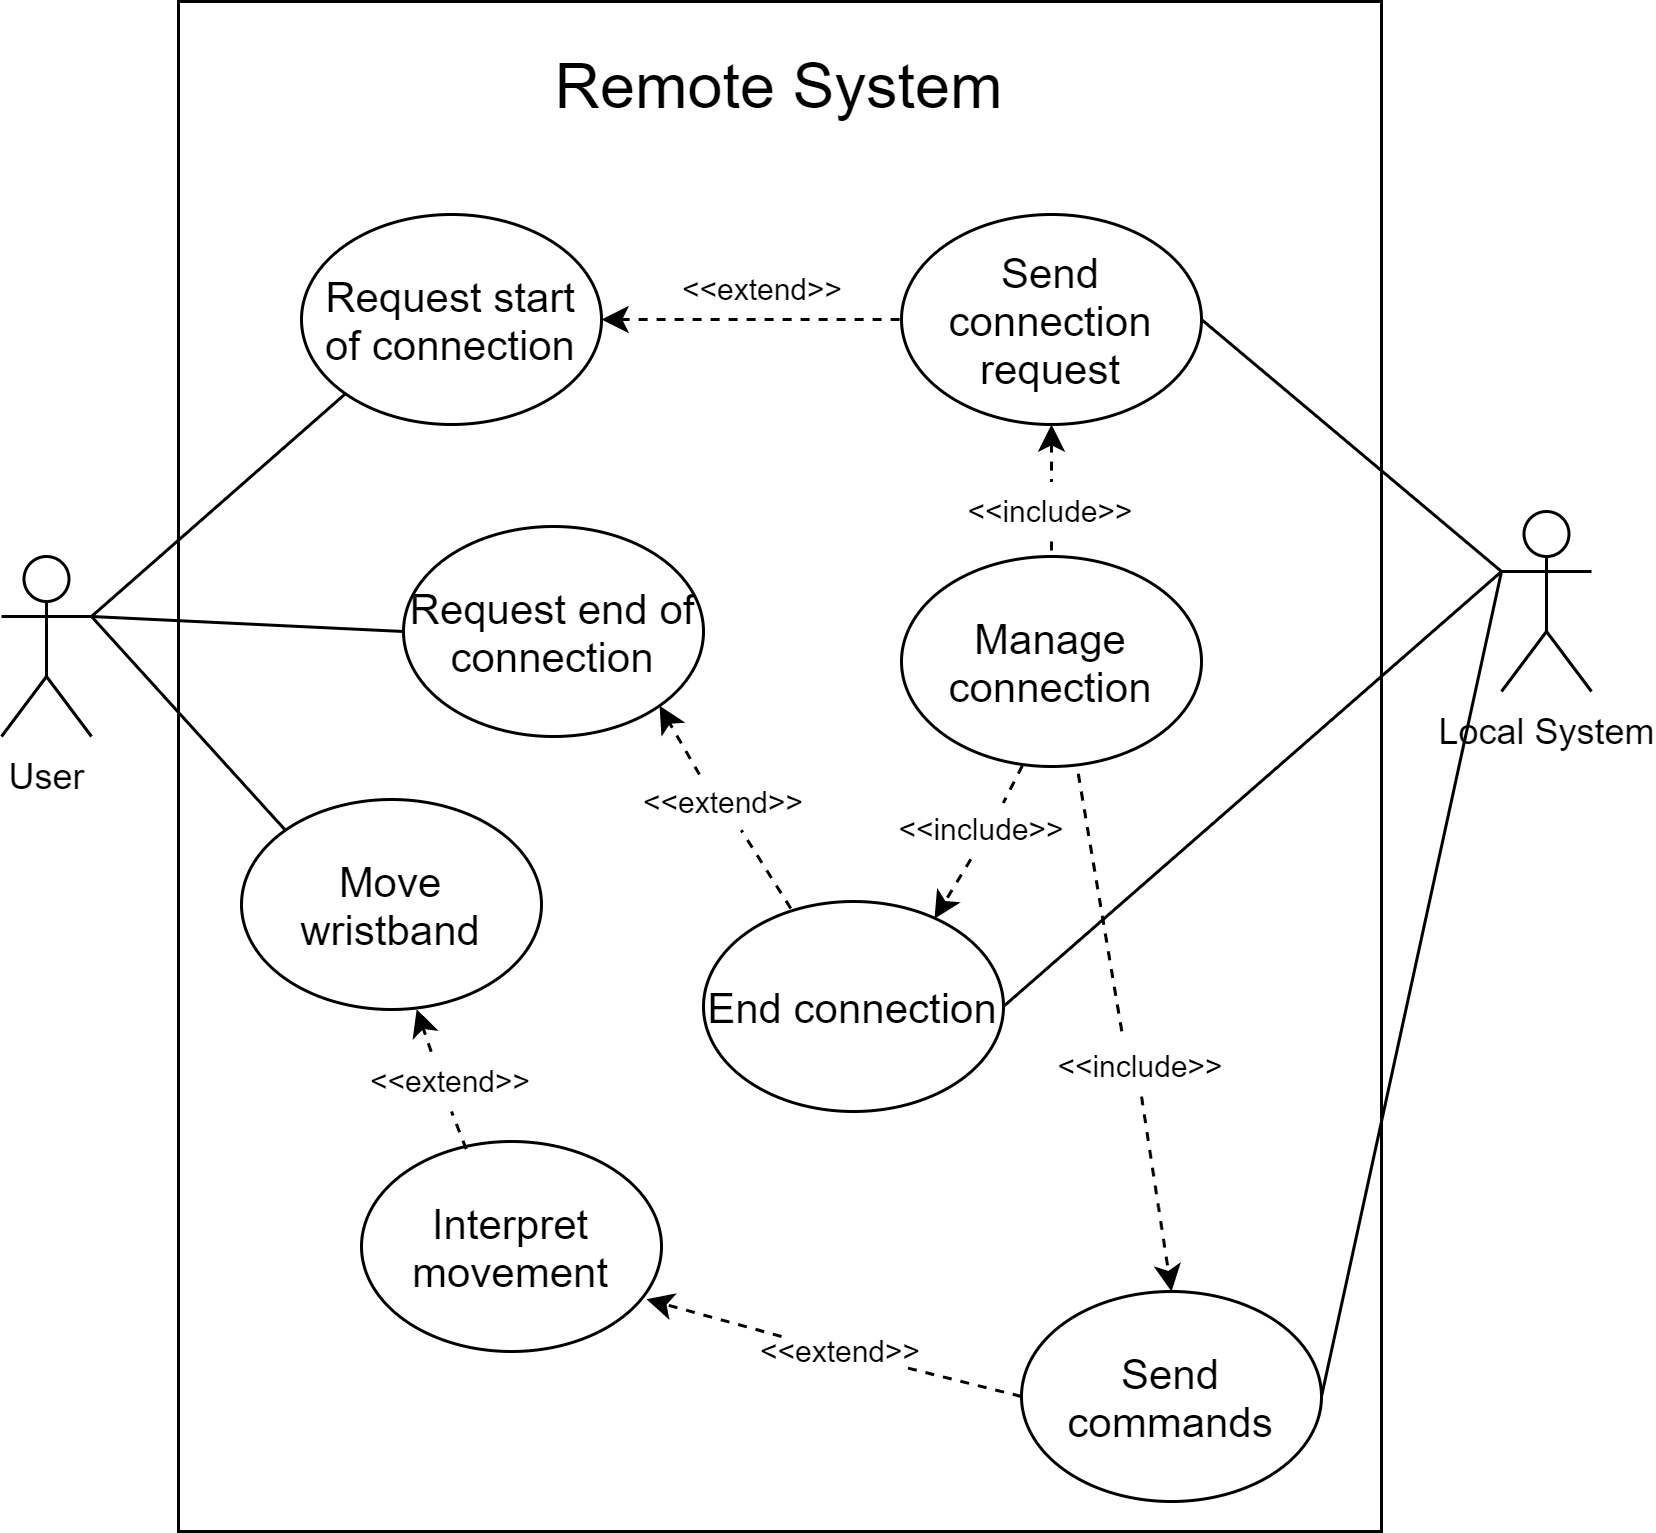 Remote System
Request start
of connection
<<extend>>
Send
connection
request
<<include>>
Request end of
connection
Manage
connection
User
Local System
<<extend>>
<<include>>
Move
wristband
End connection
<<extend>>
<<include>>
Interpret
movement
<<extend>>
Send
commands